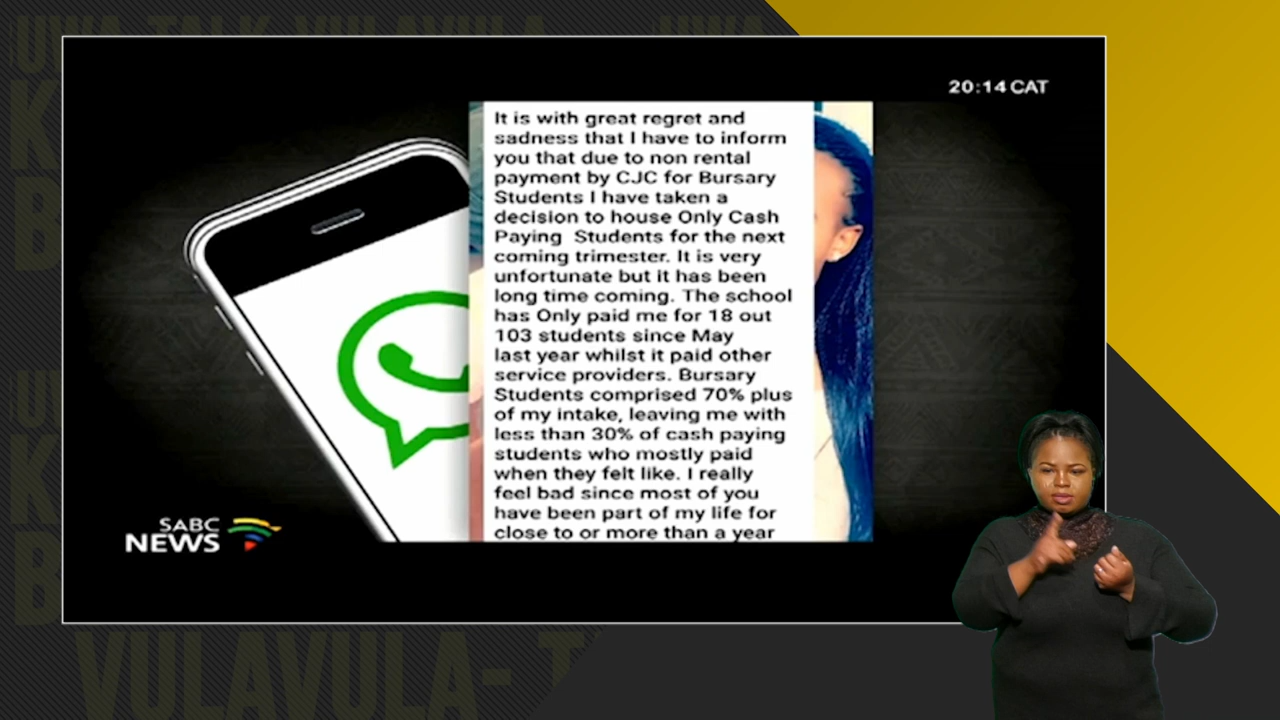 20:14 CAT
It is with great regret and
sadness that I have to inform
you that due to non rental
payment by CJC for Bursary
Students I have taken a
decision to house Only Cash
Paying Students for the next
coming trimester. It is very
unfortunate but it has been
long time coming. The school
has Only paid me for 18 out
103 students since May
last year whilst it paid other
service providers. Bursary
Students comprised 70% plus
of my intake, leaving me with
less than 30% of cash paying
students who mostly paid
when they felt like. I really
feel bad since most of you
have been part of my life for
close to or more than a year
SABC
NEWS
VULAVULA-